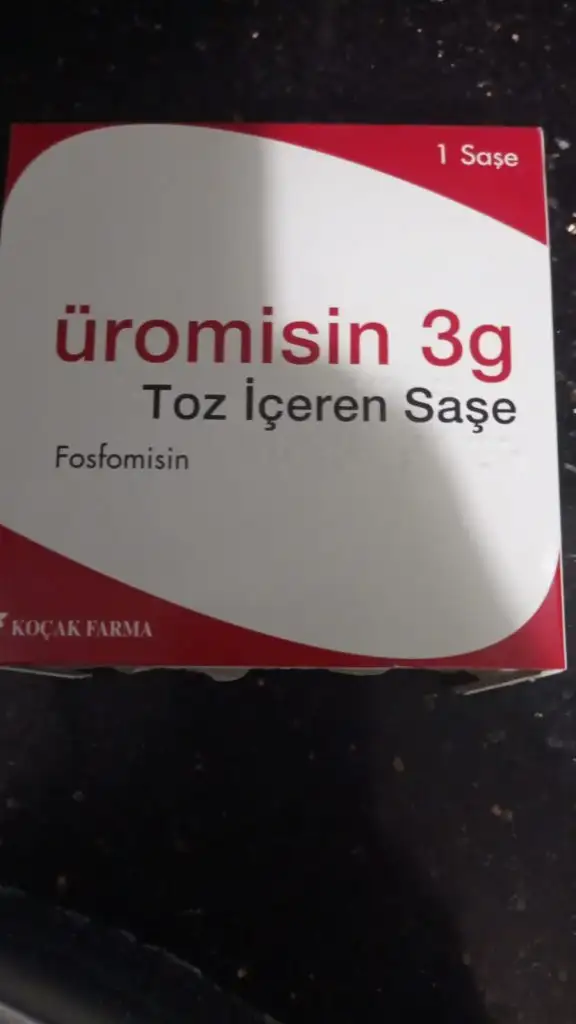 1 Saşe
üromisin 3g
Toz İçeren Saşe
Fosfomisin
KOÇAK FARMA